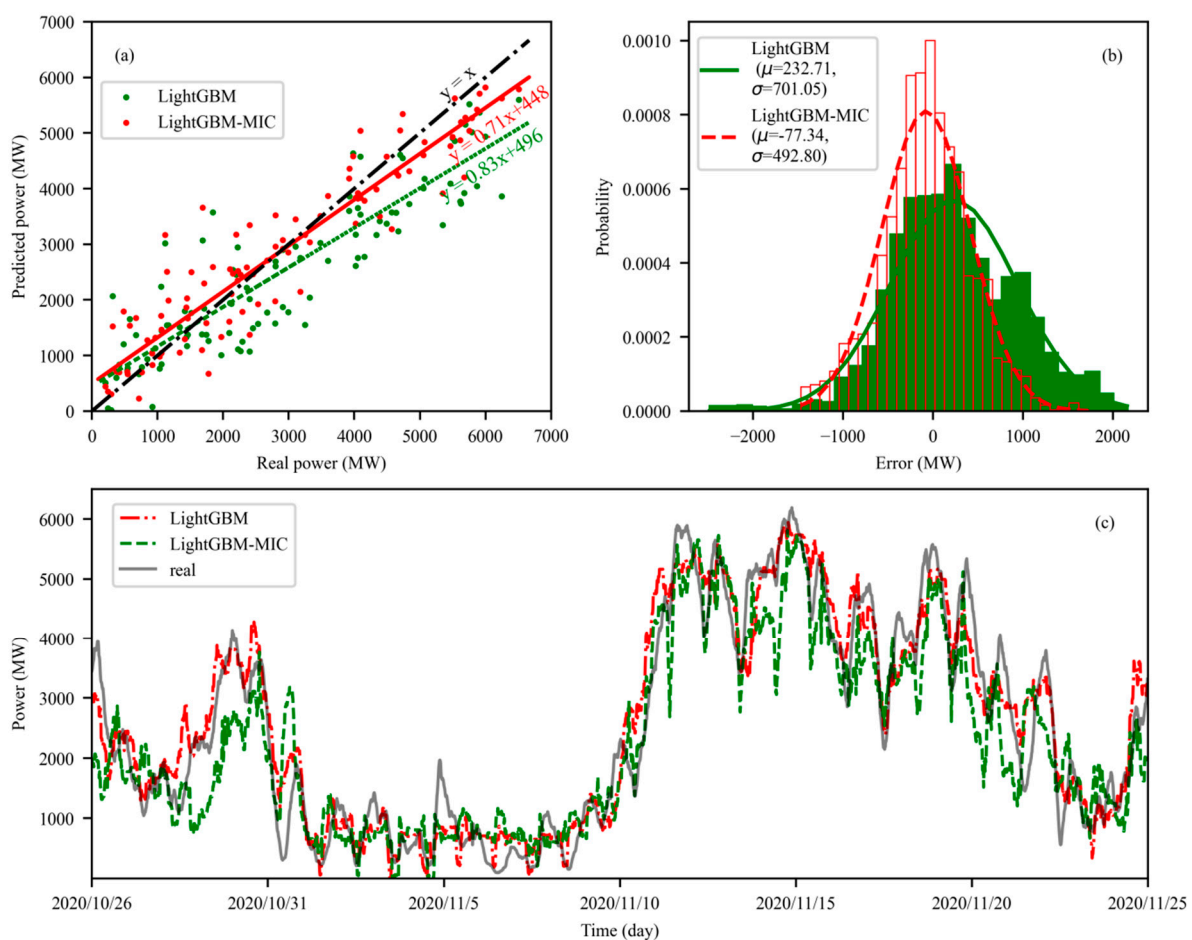 7000
6000
5000
4000
3000
2000
1000
0
Predicted power (MW)
(a)
LightGBM
LightGBM-MIC
y = x
y = 0.71x+448
y = 0.83x+496
0 1000 2000 3000 4000 5000 6000 7000
Real power (MW)
0.0010
0.0008
0.0006
0.0004
0.0002
0.0000
Probability
(b)
LightGBM
(μ=232.71,
σ=701.05)
LightGBM-MIC
(μ=-77.34,
σ=492.80)
−2000 −1000 0 1000 2000
Error (MW)
6000
5000
4000
3000
2000
1000
Power (MW)
(c)
LightGBM
LightGBM-MIC
real
2020/10/26 2020/10/31 2020/11/5 2020/11/10 2020/11/15 2020/11/20 2020/11/25
Time (day)